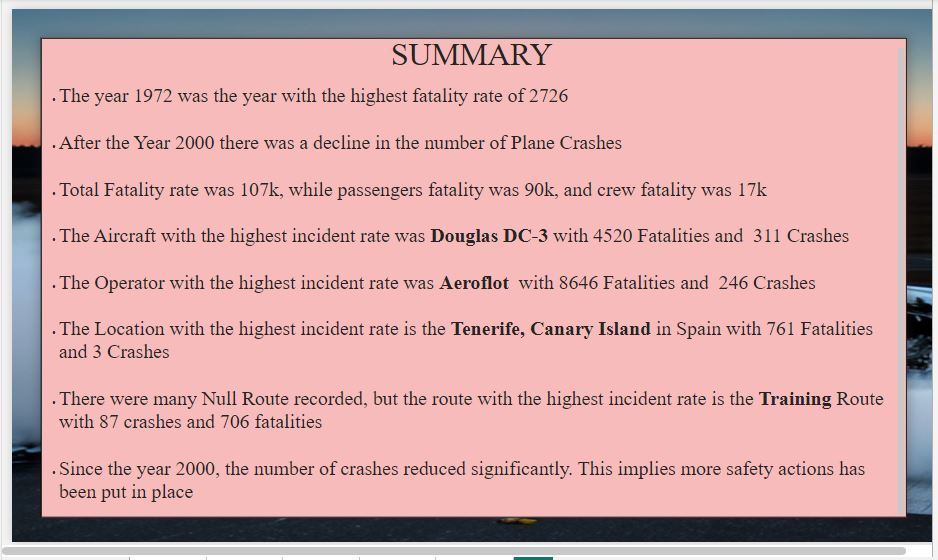 SUMMARY
. The year 1972 was the year with the highest fatality rate of 2726
. After the Year 2000 there was a decline in the number of Plane Crashes
. Total Fatality rate was 107k, while passengers fatality was 90k, and crew fatality was 17k
. The Aircraft with the highest incident rate was Douglas DC-3 with 4520 Fatalities and 311 Crashes
. The Operator with the highest incident rate was Aeroflot with 8646 Fatalities and 246 Crashes
. The Location with the highest incident rate is the Tenerife, Canary Island in Spain with 761 Fatalities
and 3 Crashes
. There were many Null Route recorded, but the route with the highest incident rate is the Training Route
with 87 crashes and 706 fatalities
. Since the year 2000, the number of crashes reduced significantly. This implies more safety actions has
been put in place